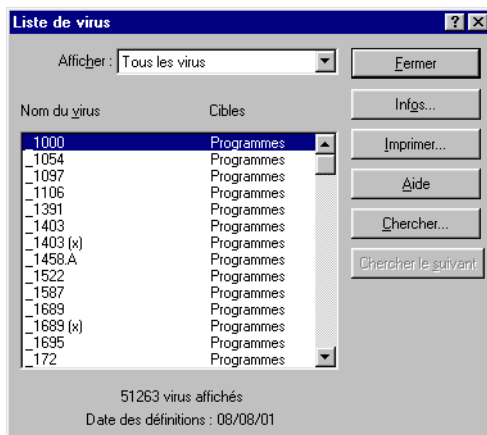 Liste de virus
Afficher : Tous les virus
Fermer
Nom du virus Cibles
Infos...
_1000 Programmes
Imprimer...
_1054 Programmes
_1097 Programmes
_1106 Programmes
Aide
_1391 Programmes
_1403 Programmes
Chercher...
_1403 (x) Programmes
_1458.A Programmes
Chercher le suivant
_1522 Programmes
_1587 Programmes
_1689 Programmes
_1689 (x) Programmes
_1695 Programmes
_172 Programmes
51263 virus affichés
Date des définitions : 08/08/01